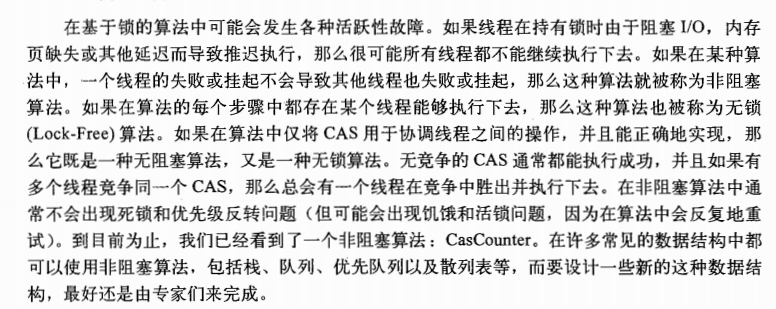 在基于锁的算法中可能会发生各种活跃性故障。如果线程在持有锁时由于阻塞 I/O，内存
页缺失或其他延迟而导致推迟执行，那么很可能所有线程都不能继续执行下去。如果在某种算
法中，一个线程的失败或挂起不会导致其他线程也失败或挂起，那么这种算法就被称为非阻塞
算法。如果在算法的每个步骤中都存在某个线程能够执行下去，那么这种算法也被称为无锁
(Lock-Free) 算法。如果在算法中仅将 CAS 用于协调线程之间的操作，并且能正确地实现，那
么它既是一种无阻塞算法，又是一种无锁算法。无竞争的 CAS 通常都能执行成功，并且如果有
多个线程竞争同一个 CAS，那么总会有一个线程在竞争中胜出并执行下去。在非阻塞算法中通
常不会出现死锁和优先级反转问题（但可能会出现饥饿和活锁问题，因为在算法中会反复地重
试）。到目前为止，我们已经看到了一个非阻塞算法：CasCounter。在许多常见的数据结构中都
可以使用非阻塞算法，包括栈、队列、优先队列以及散列表等，而要设计一些新的这种数据结
构，最好还是由专家们来完成。